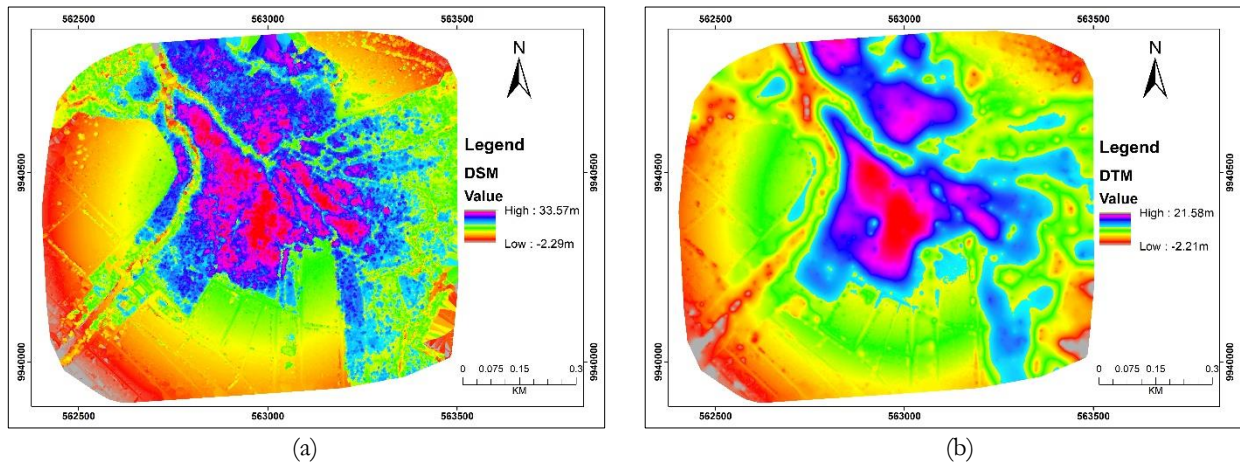 562500 563000 563500
N
9940500
9940000
Legend
DSM
Value
High : 33.57m
Low : -2.29m
0 0.075 0.15 0.3
KM
9940500
9940000
562500 563000 563500
(a)
562500 563000 563500
N
9940500
9940000
Legend
DTM
Value
High : 21.58m
Low : -2.21m
0 0.075 0.15 0.3
KM
9940500
9940000
562500 563000 563500
(b)